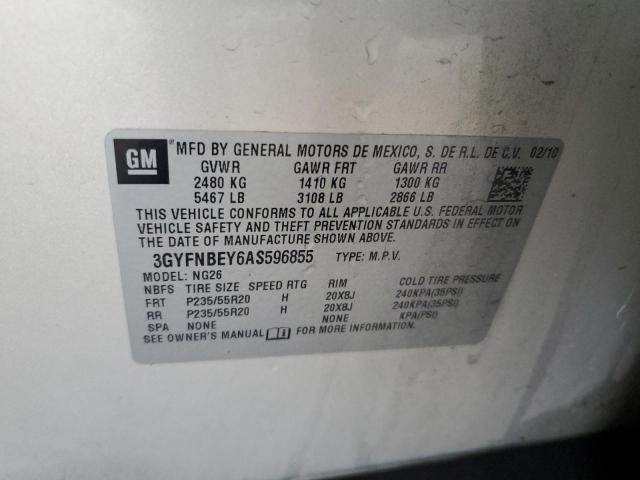 GM ® MFD BY GENERAL MOTORS DE MEXICO, S. DE R.L. DE C.V. 02/10
GVWR GAWR FRT GAWR RR
2480 KG 1410 KG 1300 KG
5467 LB 3108 LB 2866 LB
THIS VEHICLE CONFORMS TO ALL APPLICABLE U.S. FEDERAL MOTOR
VEHICLE SAFETY AND THEFT PREVENTION STANDARDS IN EFFECT ON
THE DATE OF MANUFACTURE SHOWN ABOVE.
3GYFNBEY6AS596855 TYPE: M.P.V.
MODEL: NG26
NBFS TIRE SIZE SPEED RTG RIM COLD TIRE PRESSURE
FRT P235/55R20 H 20X8J 240KPA(35PSI)
RR P235/55R20 H 20X8J 240KPA(35PSI)
SPA NONE NONE KPA(PSI)
SEE OWNER'S MANUAL FOR MORE INFORMATION.